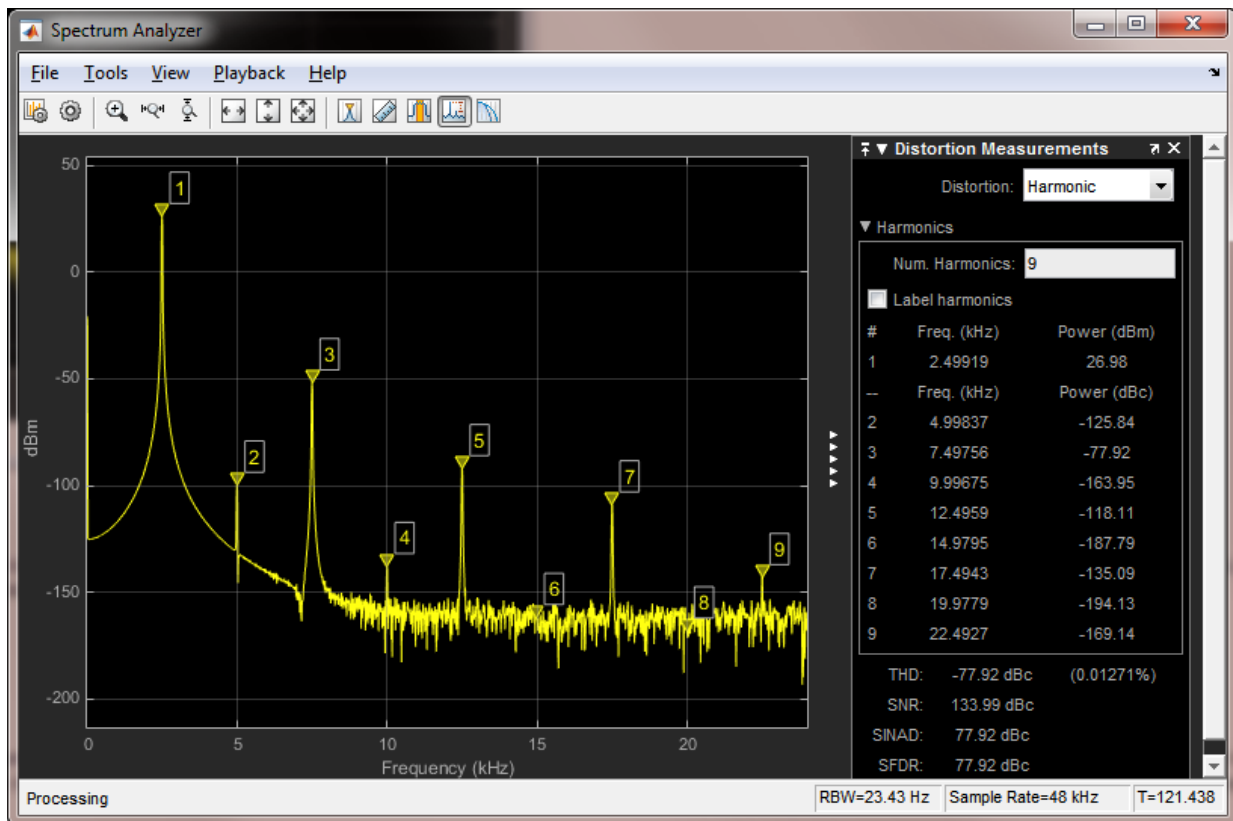 Spectrum Analyzer
File Tools View Playback Help
50
0
-50
-100
-150
-200
dBm
1
2
3
4
5
6
7
8
9
0 5 10 15 20
Frequency (kHz)
Distortion Measurements
Distortion: Harmonic
Harmonics
Num. Harmonics: 9
Label harmonics
# Freq. (kHz) Power (dBm)
1 2.49919 26.98
-- Freq. (kHz) Power (dBc)
2 4.99837 -125.84
3 7.49756 -77.92
4 9.99675 -163.95
5 12.4959 -118.11
6 14.9795 -187.79
7 17.4943 -135.09
8 19.9779 -194.13
9 22.4927 -169.14
THD: -77.92 dBc (0.01271%)
SNR: 133.99 dBc
SINAD: 77.92 dBc
SFDR: 77.92 dBc
Processing RBW=23.43 Hz Sample Rate=48 kHz T=121.438